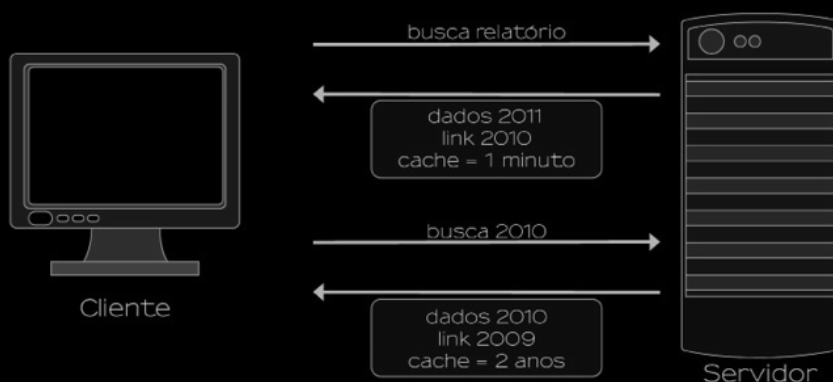 busca relatório
dados 2011
link 2010
cache = 1 minuto
busca 2010
dados 2010
link 2009
cache = 2 anos
Cliente
Servidor